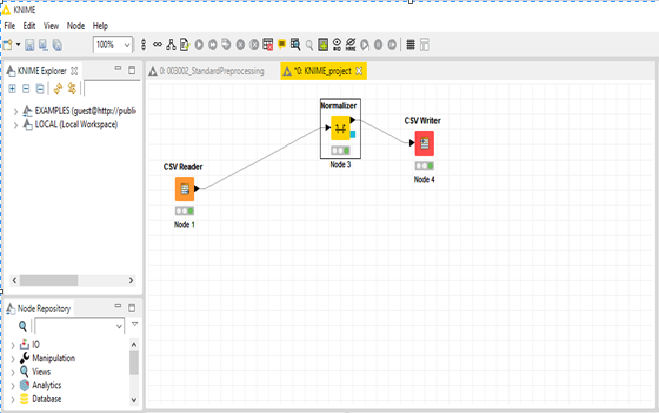 KNIME
File Edit View Node Help
100%
KNIME Explorer
0: 003002_StandardPreprocessing
*0: KNIME_project
EXAMPLES (guest@http://public
LOCAL (Local Workspace)
Normalizer
CSV Writer
Node 3
Node 4
CSV Reader
Node 1
Node Repository
IO
Manipulation
Views
Analytics
Database